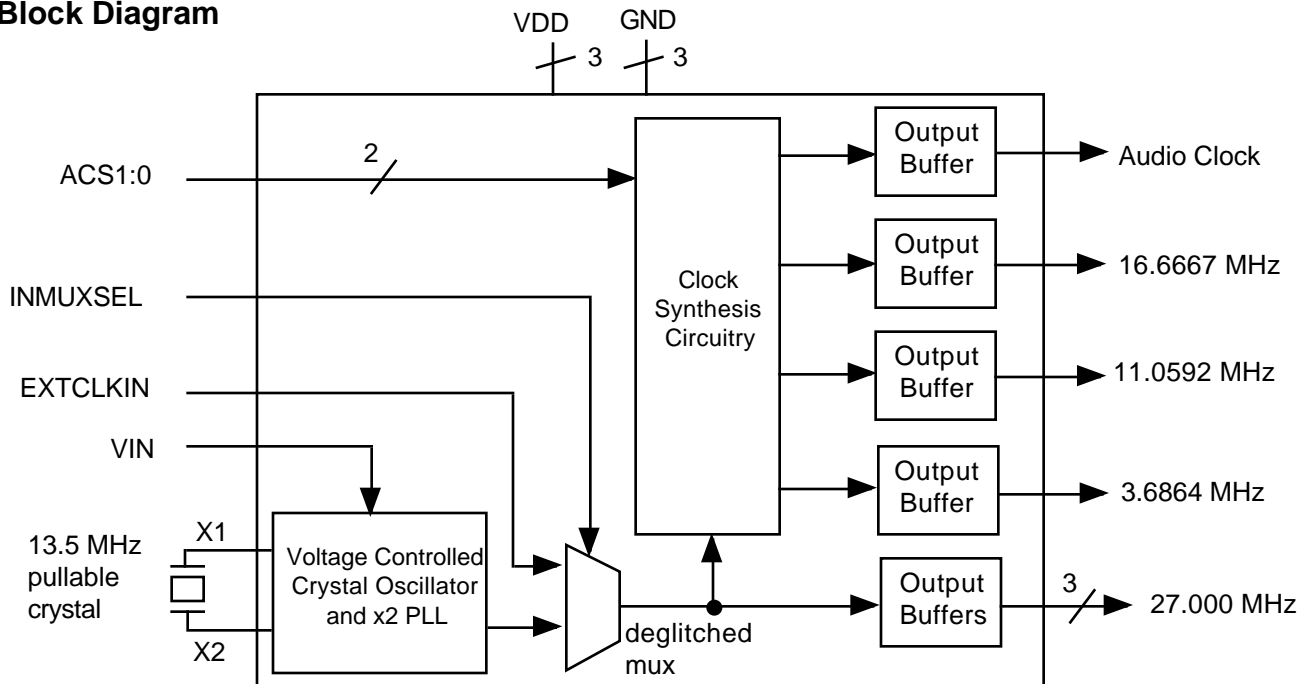 Block Diagram
VDD
GND
3
3
ACS1:0
2
INMUXSEL
EXTCLKIN
VIN
13.5 MHz
pullable
crystal
X1
X2
Voltage Controlled
Crystal Oscillator
and x2 PLL
deglitched
mux
Clock
Synthesis
Circuitry
Output
Buffer
Audio Clock
Output
Buffer
16.6667 MHz
Output
Buffer
11.0592 MHz
Output
Buffer
3.6864 MHz
Output
Buffers
3
27.000 MHz